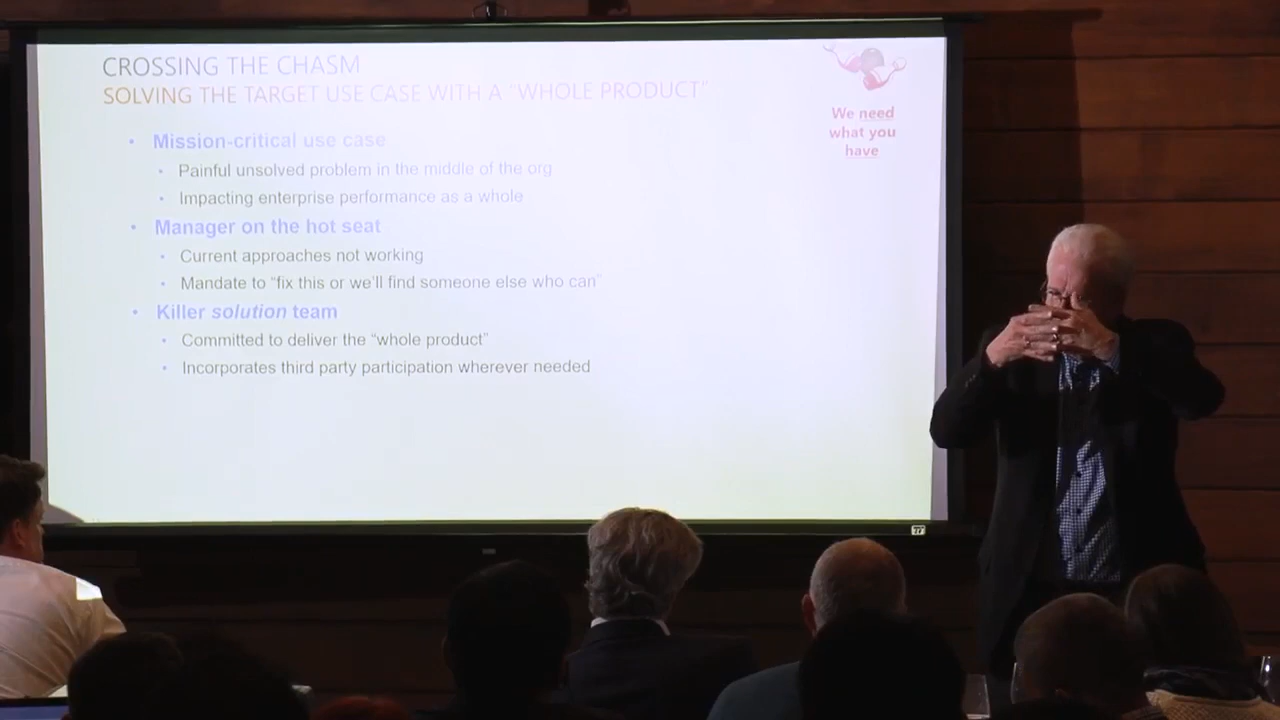 CROSSING THE CHASM
SOLVING THE TARGET USE CASE WITH A "WHOLE PRODUCT"
We need
what you
have
• Mission-critical use case
• Painful unsolved problem in the middle of the org
• Impacting enterprise performance as a whole
• Manager on the hot seat
• Current approaches not working
• Mandate to “fix this or we’ll find someone else who can”
• Killer solution team
• Committed to deliver the “whole product”
• Incorporates third party participation wherever needed